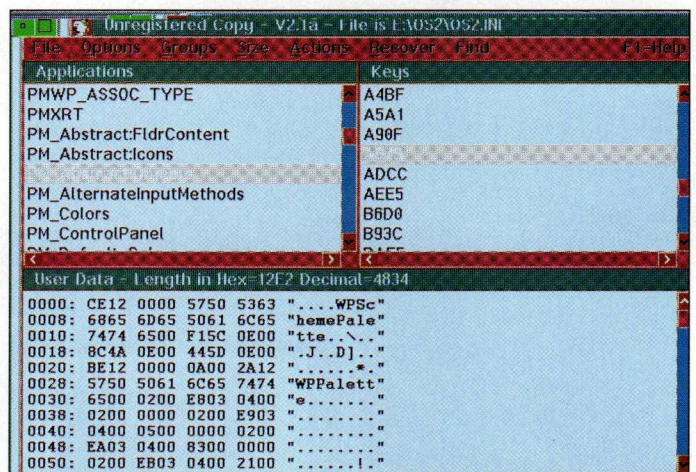 Unregistered Copy - V2.1a - File is E:\OS2\OS2.INI
File Options Groups Size Actions Recover Find F1=Help
Applications
PMWP_ASSOC_TYPE
PMXRT
PM_Abstract:FldrContent
PM_Abstract:Icons
PM_AlternateInputMethods
PM_Colors
PM_ControlPanel
Keys
A4BF
A5A1
A90F
ADCC
AEE5
B6D0
B93C
User Data - Length in Hex=12E2 Decimal=4834
0000: CE12 0000 5750 5363 "....WPSc"
0008: 6865 6D65 5061 6C65 "hemePale"
0010: 7474 6500 F15C 0E00 "tte..\.."
0018: 8C4A 0E00 445D 0E00 ".J..D].."
0020: BE12 0000 0A00 2A12 "......*."
0028: 5750 5061 6C65 7474 "WPPalett"
0030: 6500 0200 E803 0400 "e......."
0038: 0200 0000 0200 E903 "........"
0040: 0400 0500 0000 0200 "........"
0048: EA03 0400 8300 0000 "........"
0050: 0200 EB03 0400 2100 "......!."